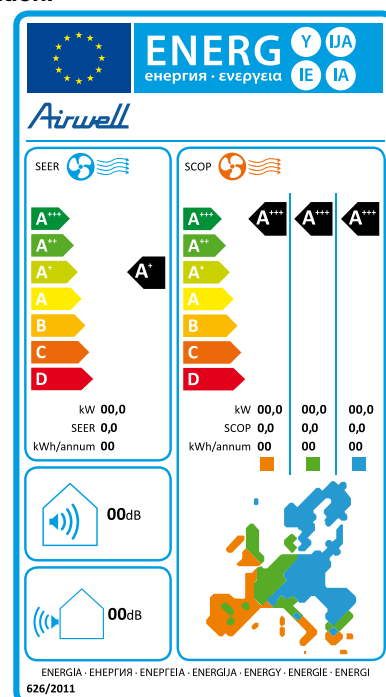 ENERG Y IJA
енергия · ενεργεια IE IA
Airwell
SEER
A+++
A++
A+
A
B
C
D
A+
kW 00,0
SEER 0,0
kWh/annum 00
SCOP
A+++
A++
A+
A
B
C
D
A+++ A+++ A+++
kW 00,0 00,0 00,0
SCOP 0,0 0,0 0,0
kWh/annum 00 00 00
00dB
00dB
ENERGIA · ЕНЕРГИЯ · ΕΝΕΡΓΕΙΑ · ENERGIJA · ENERGY · ENERGIE · ENERGI
626/2011